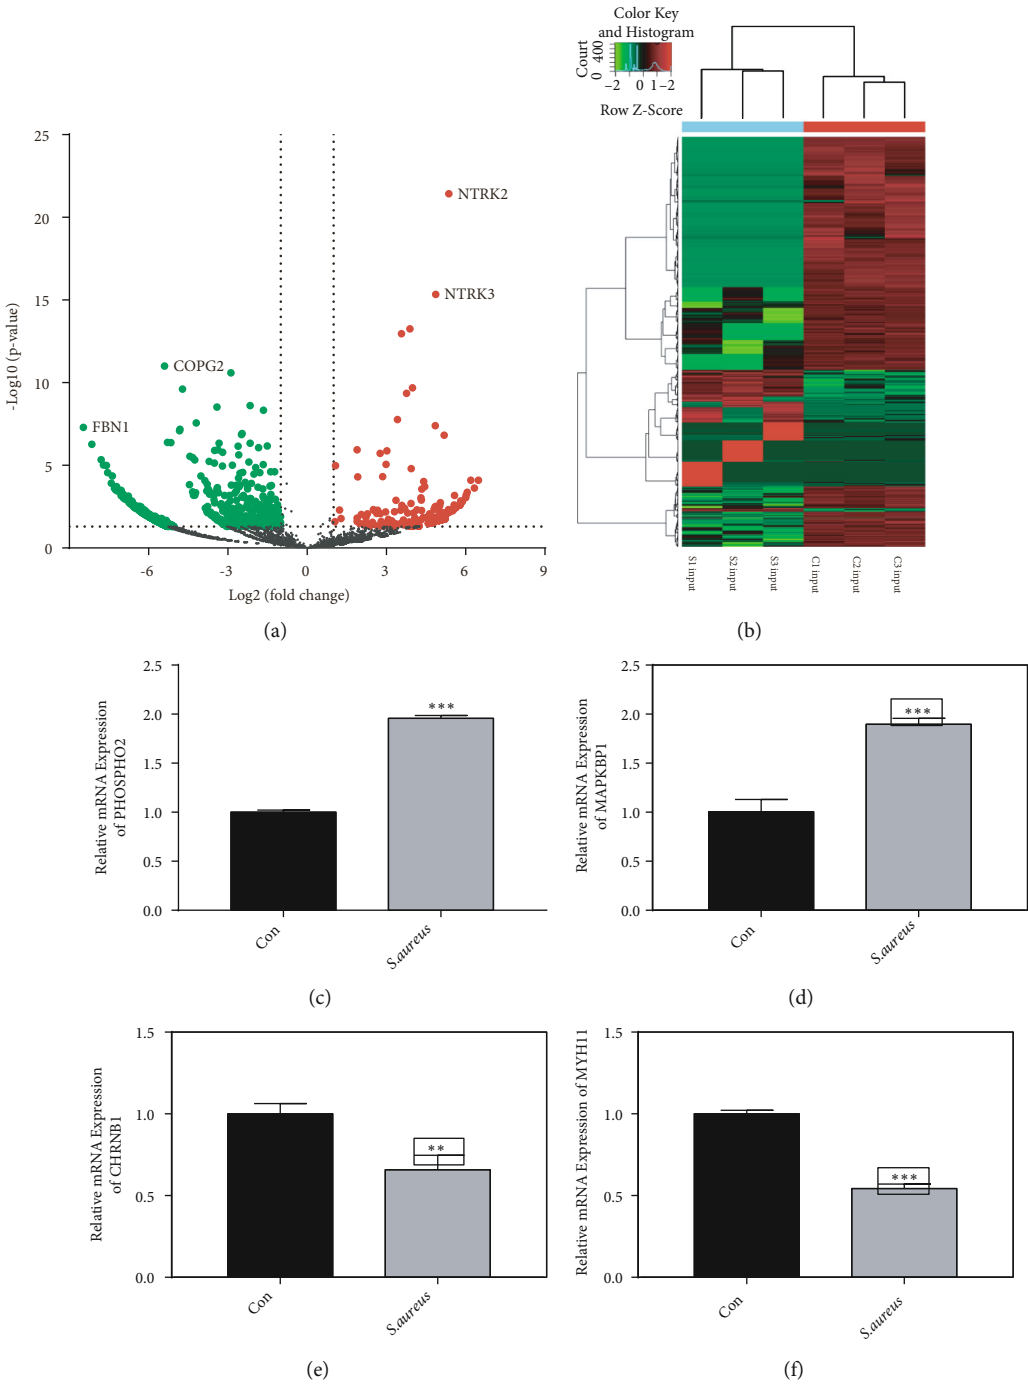 25
20
15
10
5
0
-Log10 (p-value)
NTRK2
NTRK3
COPG2
FBN1
-6
-3
0
3
6
9
Log2 (fold change)
(a)
Color Key
and Histogram
Court
0 400
−2 0 1 −2
Row Z-Score
S1 input
S2 input
S3 input
C1 input
C2 input
C3 input
(b)
2.5
2.0
1.5
1.0
0.5
0.0
Relative mRNA Expression
of PHOSPHO2
***
Con
S.aureus
(c)
2.5
2.0
1.5
1.0
0.5
0.0
Relative mRNA Expression
of MAPKBP1
***
Con
S.aureus
(d)
1.5
1.0
0.5
0.0
Relative mRNA Expression
of CHRNB1
**
Con
S.aureus
(e)
1.5
1.0
0.5
0.0
Relative mRNA Expression of MYH11
***
Con
S.aureus
(f)